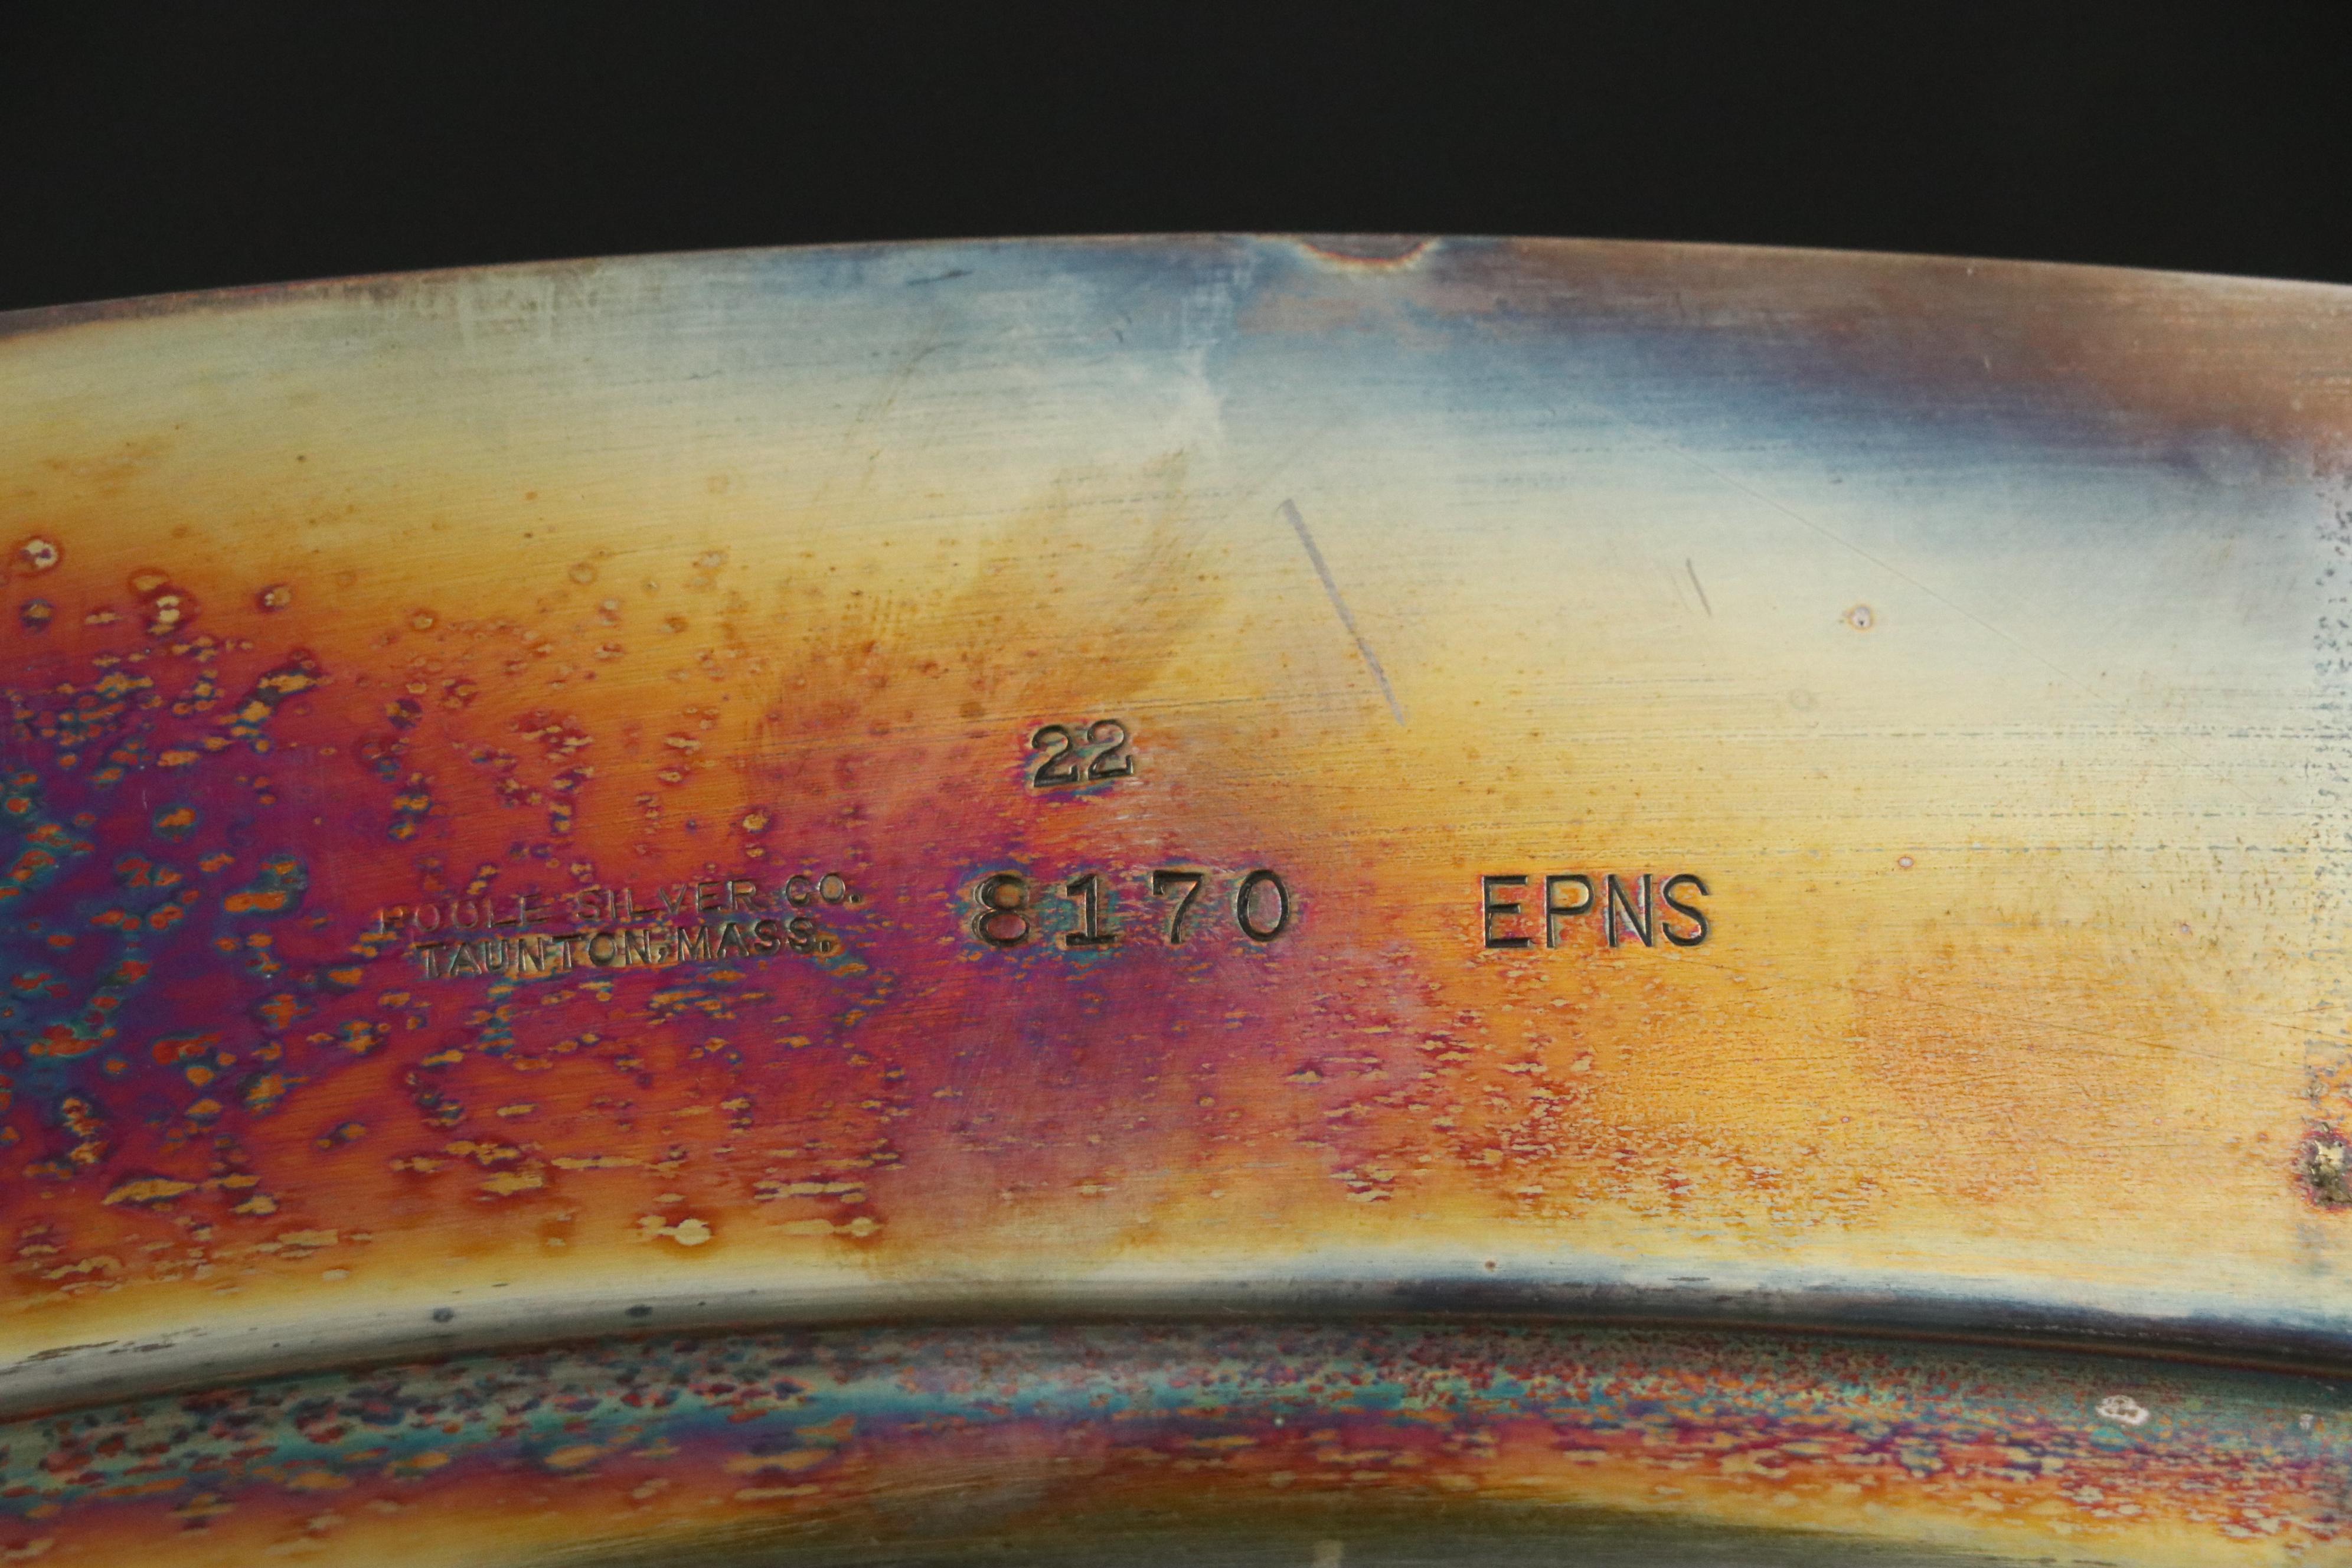 22
POOLE SILVER CO.
TAUNTON, MASS.
8170
EPNS